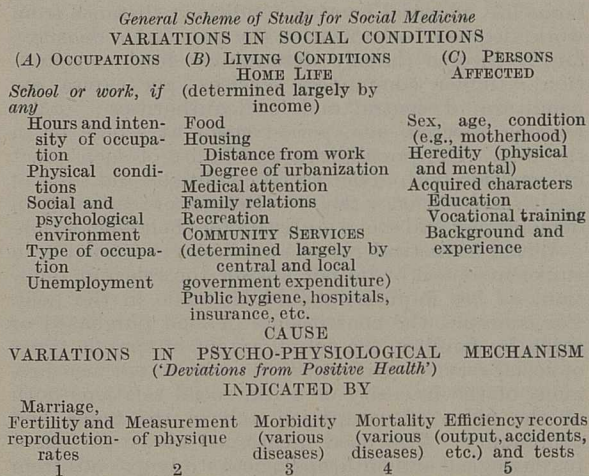 General Scheme of Study for Social Medicine
VARIATIONS IN SOCIAL CONDITIONS
(A) OCCUPATIONS
School or work, if
any
Hours and inten-
sity of occupa-
tion
Physical condi-
tions
Social and
psychological
environment
Type of occupa-
tion
Unemployment
(B) LIVING CONDITIONS
HOME LIFE
(determined largely by
income)
Food
Housing
Distance from work
Degree of urbanization
Medical attention
Family relations
Recreation
COMMUNITY SERVICES
(determined largely by
central and local
government expenditure)
Public hygiene, hospitals,
insurance, etc.
(C) PERSONS
AFFECTED
Sex, age, condition
(e.g., motherhood)
Heredity (physical
and mental)
Acquired characters
Education
Vocational training
Background and
experience
CAUSE
VARIATIONS IN PSYCHO-PHYSIOLOGICAL MECHANISM
('Deviations from Positive Health')
INDICATED BY
Marriage,
Fertility and
reproduction-
rates
1
Measurement
of physique
2
Morbidity
(various
diseases)
3
Mortality
(various
diseases)
4
Efficiency records
(output, accidents,
etc.) and tests
5